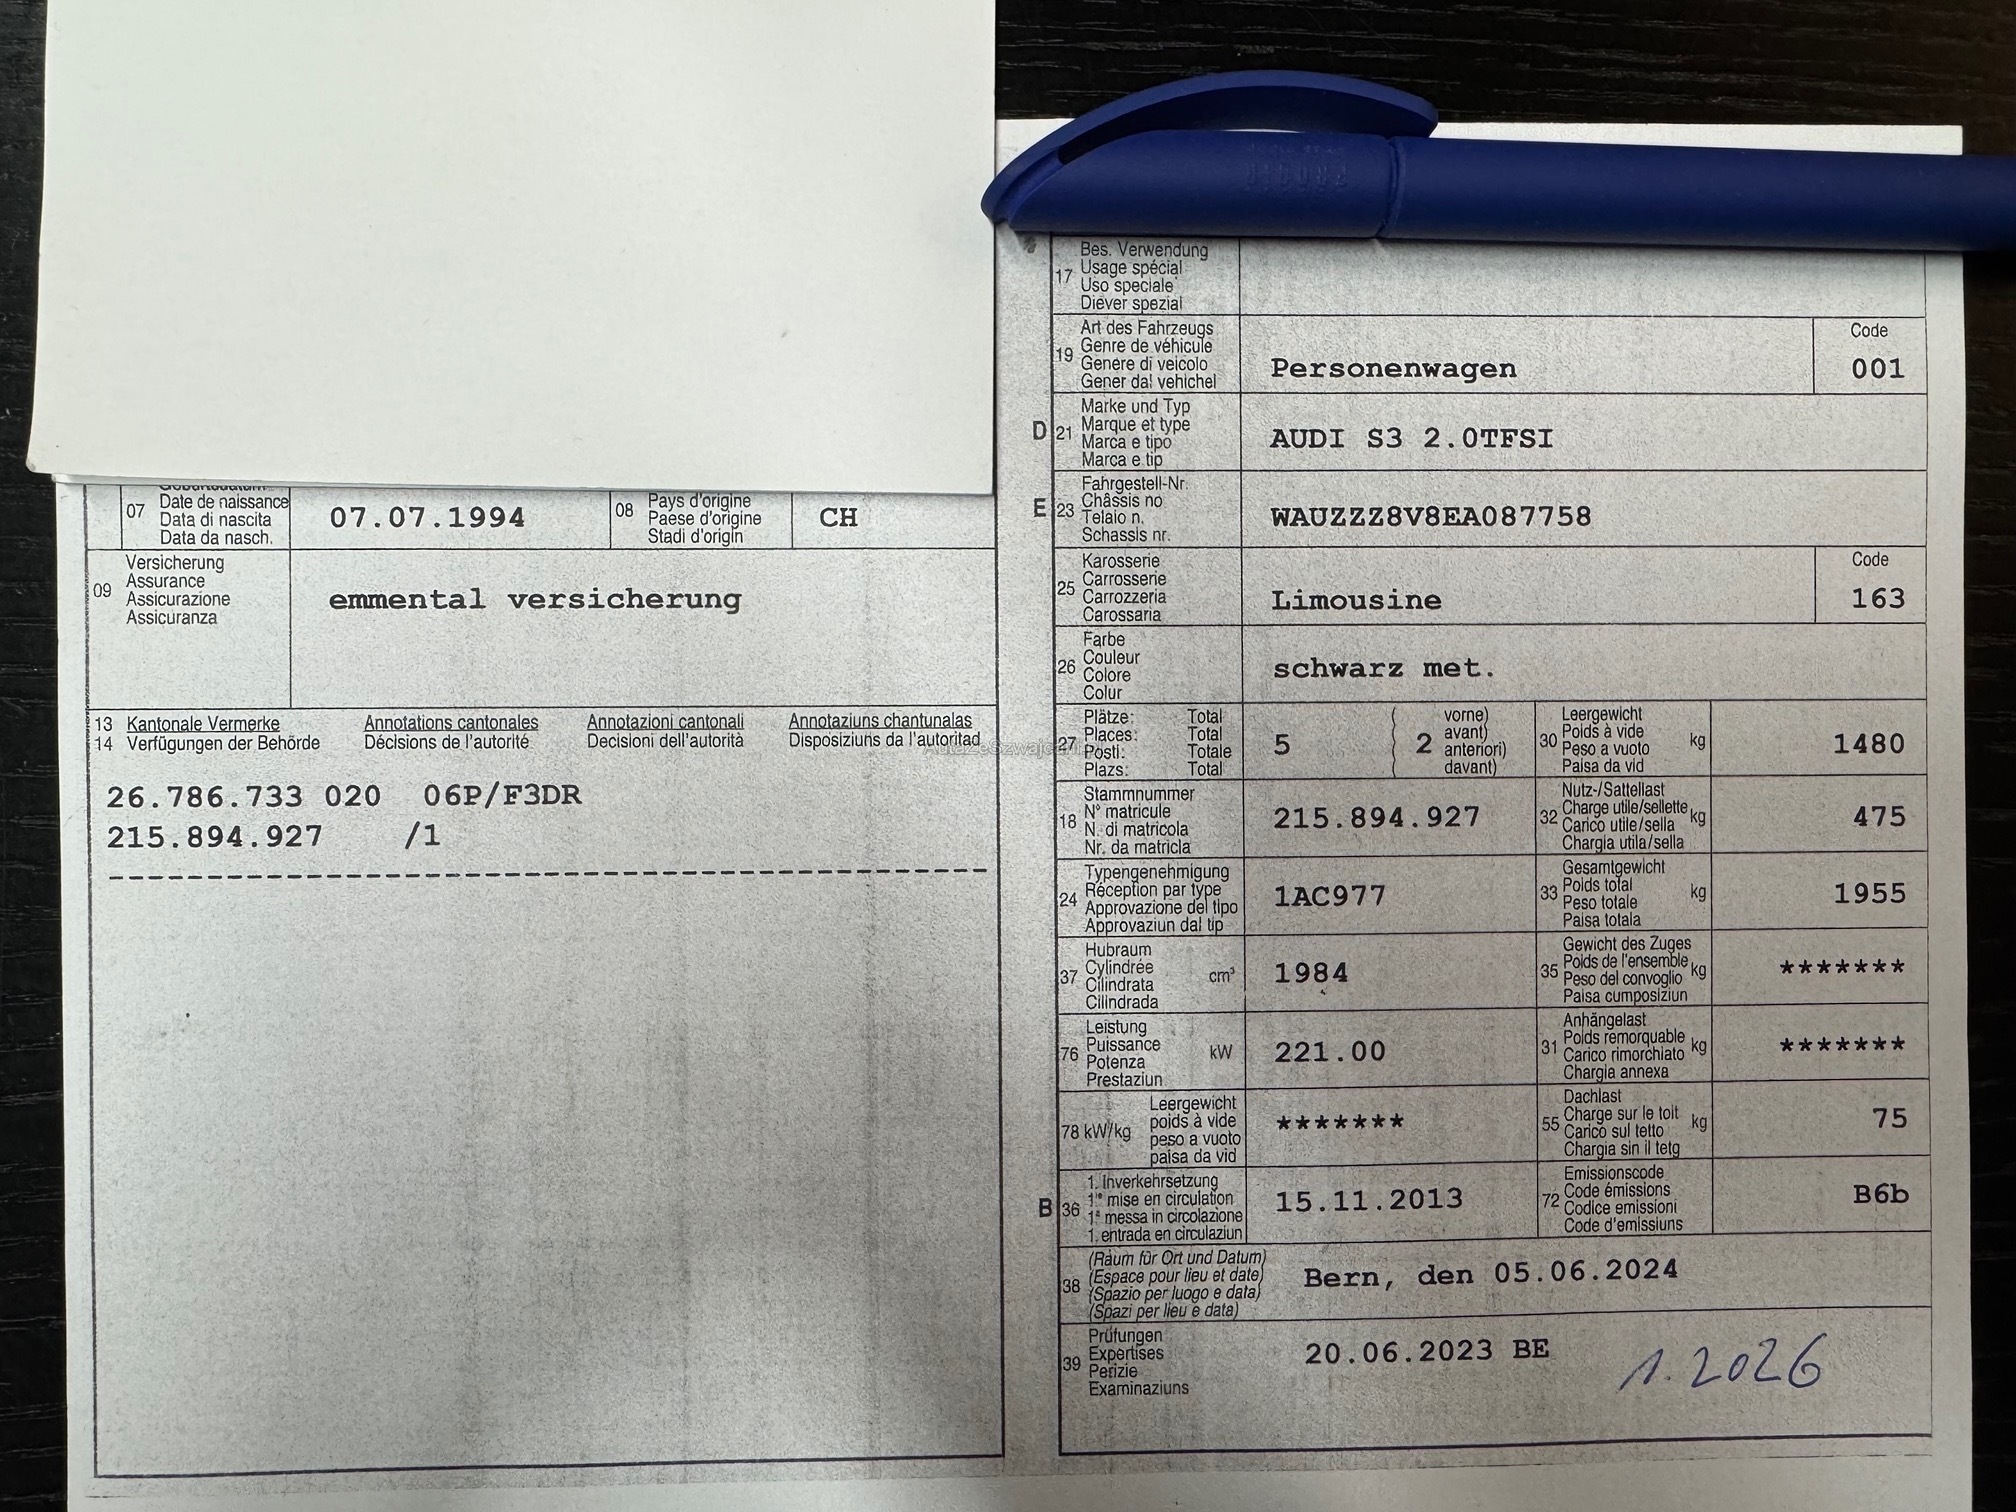 Geburtsdatum
07 Date de naissance
Data di nascita
Data da nasch.
07.07.1994
08 Pays d'origine
Paese d'origine
Stadi d'origin
CH
09 Versicherung
Assurance
Assicurazione
Assicuranza
emmental versicherung
13 Kantonale Vermerke Annotations cantonales Annotazioni cantonali Annotaziuns chantunalas
14 Verfügungen der Behörde Décisions de l'autorité Decisioni dell'autorità Disposiziuns da l'autoritad
26.786.733 020 06P/F3DR
215.894.927 /1
17 Bes. Verwendung
Usage spécial
Uso speciale
Diever spezial
19 Art des Fahrzeugs
Genre de véhicule
Genere di veicolo
Gener dal vehichel
Personenwagen
Code
001
D 21 Marke und Typ
Marque et type
Marca e tipo
Marca e tip
AUDI S3 2.0TFSI
E 23 Fahrgestell-Nr.
Châssis no
Telaio n.
Schassis nr.
WAUZZZ8V8EA087758
25 Karosserie
Carrosserie
Carrozzeria
Carossaria
Limousine
Code
163
26 Farbe
Couleur
Colore
Colur
schwarz met.
27 Plätze: Total
Places: Total
Posti: Totale
Plazs: Total
5
( 2 vorne)
( avant)
( anteriori)
( davant)
30 Leergewicht
Poids à vide
Peso a vuoto
Paisa da vid
kg
1480
18 Stammnummer
N° matricule
N. di matricola
Nr. da matricla
215.894.927
32 Nutz-/Sattellast
Charge utile/sellette
Carico utile/sella
Chargia utila/sella
kg
475
24 Typengenehmigung
Réception par type
Approvazione del tipo
Approvaziun dal tip
1AC977
33 Gesamtgewicht
Poids total
Peso totale
Paisa totala
kg
1955
37 Hubraum
Cylindrée
Cilindrata
Cilindrada
cm³
1984
35 Gewicht des Zuges
Poids de l'ensemble
Peso del convoglio
Paisa cumposiziun
kg
*******
76 Leistung
Puissance
Potenza
Prestaziun
kW
221.00
31 Anhängelast
Poids remorquable
Carico rimorchiato
Chargia annexa
kg
*******
78 kW/kg Leergewicht
poids à vide
peso a vuoto
paisa da vid
*******
55 Dachlast
Charge sur le toit
Carico sul tetto
Chargia sin il tetg
kg
75
B 36 1. Inverkehrsetzung
1re mise en circulation
1a messa in circolazione
1. entrada en circulaziun
15.11.2013
72 Emissionscode
Code émissions
Codice emissioni
Code d'emissiuns
B6b
38 (Raum für Ort und Datum)
(Espace pour lieu et date)
(Spazio per luogo e data)
(Spazi per lieu e data)
Bern, den 05.06.2024
39 Prüfungen
Expertises
Perizie
Examinaziuns
20.06.2023 BE
1.2026